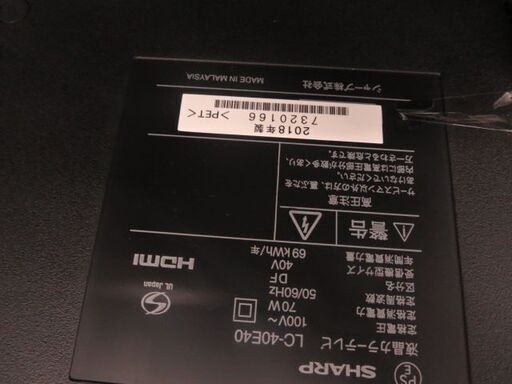 PS
E
SHARP
液晶カラーテレビ LC-40E40
定格電圧 100V～
定格消費電力 70W
定格周波数 50/60Hz
区分名 DF
受信機型サイズ 40V
年間消費電力量 69kWh/年
UL Japan
HDMI
警告
高圧注意
サービスマン以外の方は、裏ぶたを
あけないでください。
内部には高電圧部分が数多くあり、
万一さわると危険です。
2018年製
7320166
>PET<
シャープ株式会社
MADE IN MALAYSIA